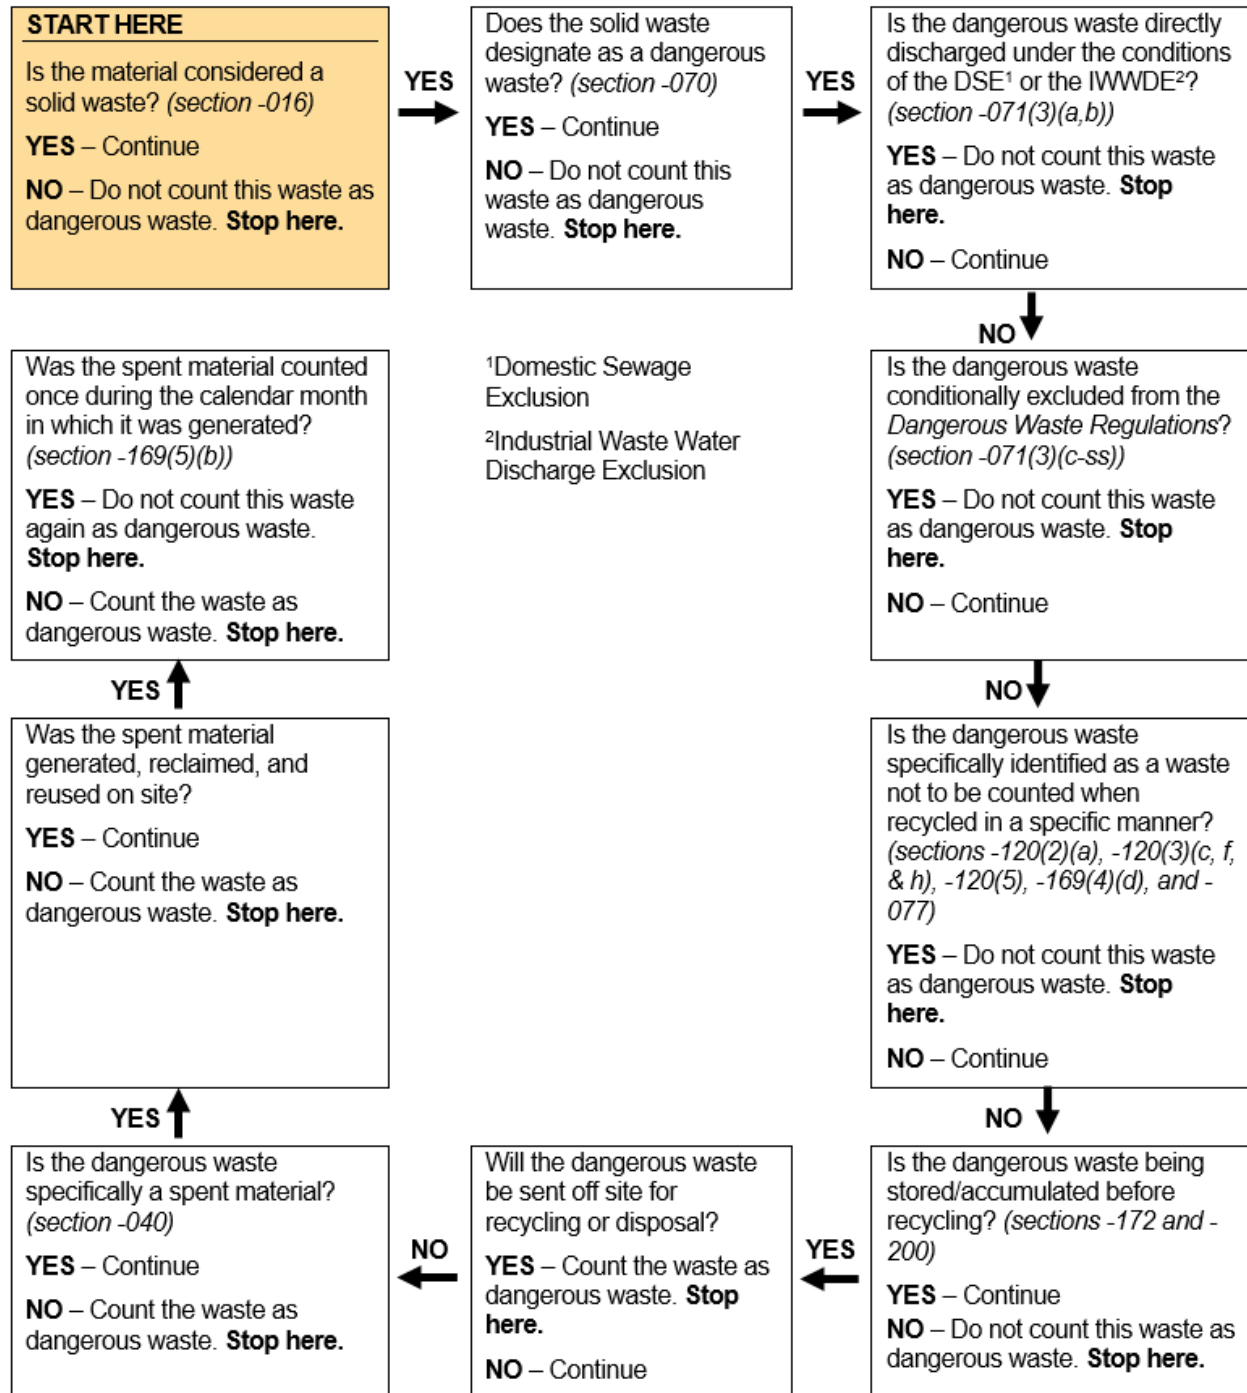 START HERE
Is the material considered a
solid waste? (section -016)
YES – Continue
NO – Do not count this waste as
dangerous waste. Stop here.
YES
Does the solid waste
designate as a dangerous
waste? (section -070)
YES – Continue
NO – Do not count this
waste as dangerous
waste. Stop here.
YES
Is the dangerous waste directly
discharged under the conditions
of the DSE¹ or the IWWDE²?
(section -071(3)(a,b))
YES – Do not count this waste
as dangerous waste. Stop
here.
NO – Continue
NO
Is the dangerous waste
conditionally excluded from the
Dangerous Waste Regulations?
(section -071(3)(c-ss))
YES – Do not count this waste
as dangerous waste. Stop
here.
NO – Continue
NO
Is the dangerous waste
specifically identified as a waste
not to be counted when
recycled in a specific manner?
(sections -120(2)(a), -120(3)(c, f,
& h), -120(5), -169(4)(d), and -
077)
YES – Do not count this waste
as dangerous waste. Stop
here.
NO – Continue
NO
Is the dangerous waste being
stored/accumulated before
recycling? (sections -172 and -
200)
YES – Continue
NO – Do not count this waste as
dangerous waste. Stop here.
YES
Will the dangerous waste
be sent off site for
recycling or disposal?
YES – Count the waste as
dangerous waste. Stop
here.
NO – Continue
NO
Is the dangerous waste
specifically a spent material?
(section -040)
YES – Continue
NO – Count the waste as
dangerous waste. Stop here.
YES
Was the spent material
generated, reclaimed, and
reused on site?
YES – Continue
NO – Count the waste as
dangerous waste. Stop here.
YES
Was the spent material counted
once during the calendar month
in which it was generated?
(section -169(5)(b))
YES – Do not count this waste
again as dangerous waste.
Stop here.
NO – Count the waste as
dangerous waste. Stop here.
¹Domestic Sewage
Exclusion
²Industrial Waste Water
Discharge Exclusion